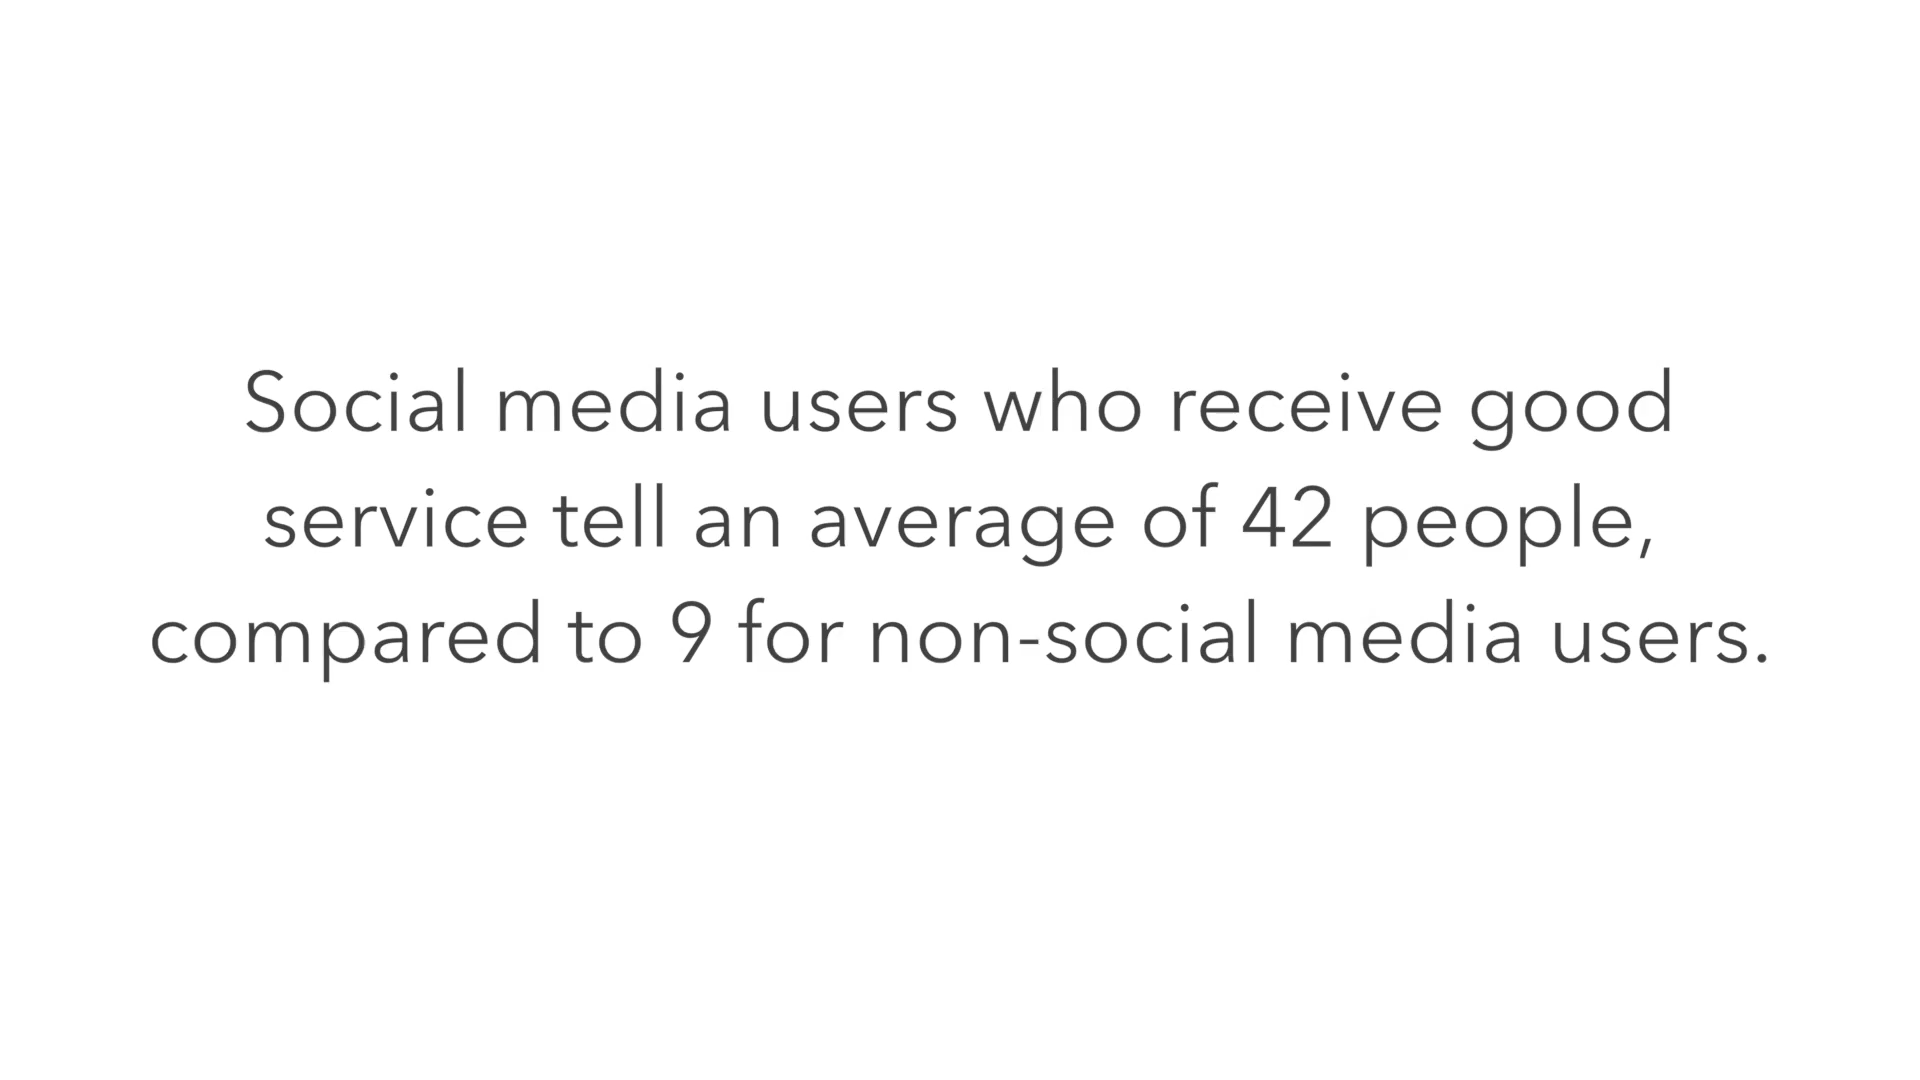 Social media users who receive good
service tell an average of 42 people,
compared to 9 for non-social media users.